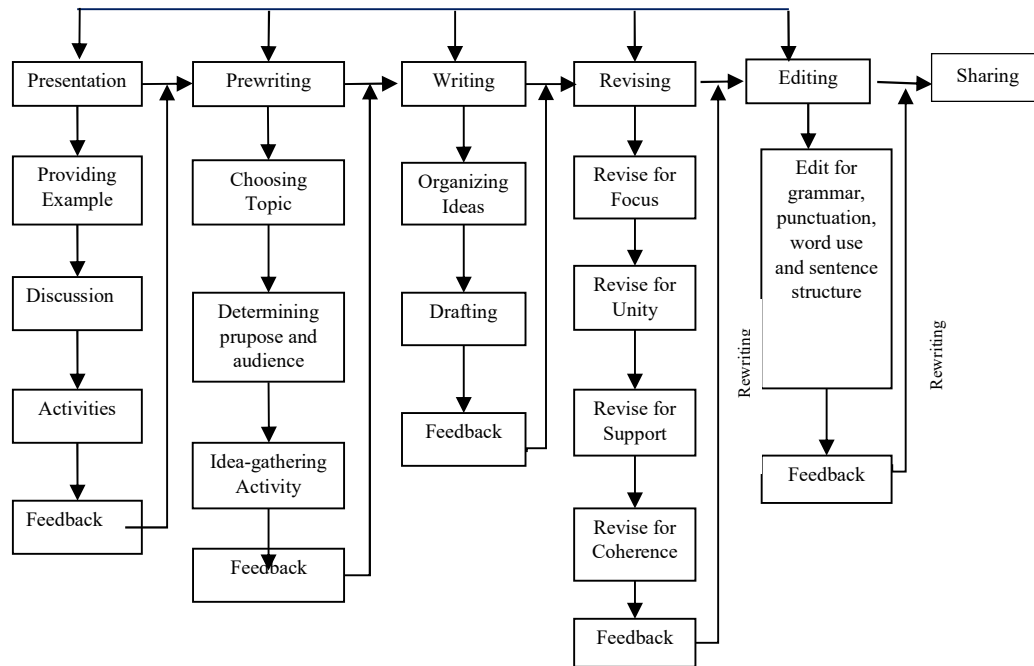 Presentation
Prewriting
Writing
Revising
Editing
Sharing
Providing
Example
Discussion
Activities
Feedback
Choosing
Topic
Determining
prupose and
audience
Idea-gathering
Activity
Feedback
Organizing
Ideas
Drafting
Feedback
Revise for
Focus
Revise for
Unity
Revise for
Support
Revise for
Coherence
Feedback
Rewriting
Edit for
grammar,
punctuation,
word use
and sentence
structure
Feedback
Rewriting